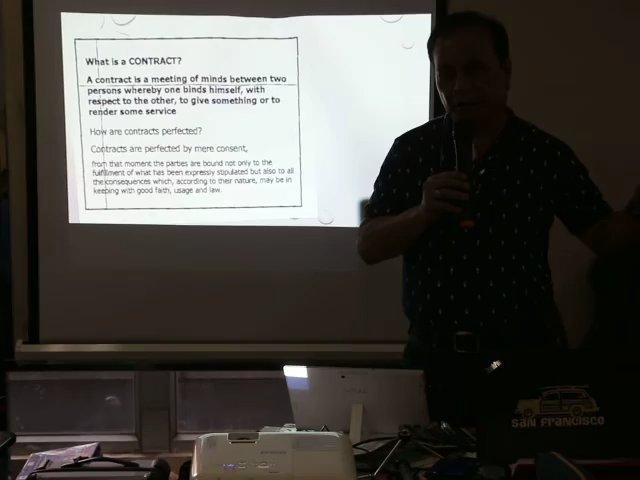 What is a CONTRACT?
A contract is a meeting of minds between two
persons whereby one binds himself, with
respect to the other, to give something or to
render some service
How are contracts perfected?
Contracts are perfected by mere consent,
from that moment the parties are bound not only to the
fulfillment of what has been expressly stipulated but also to all
the consequences which, according to their nature, may be in
keeping with good faith, usage and law.
SAN FRANCISCO